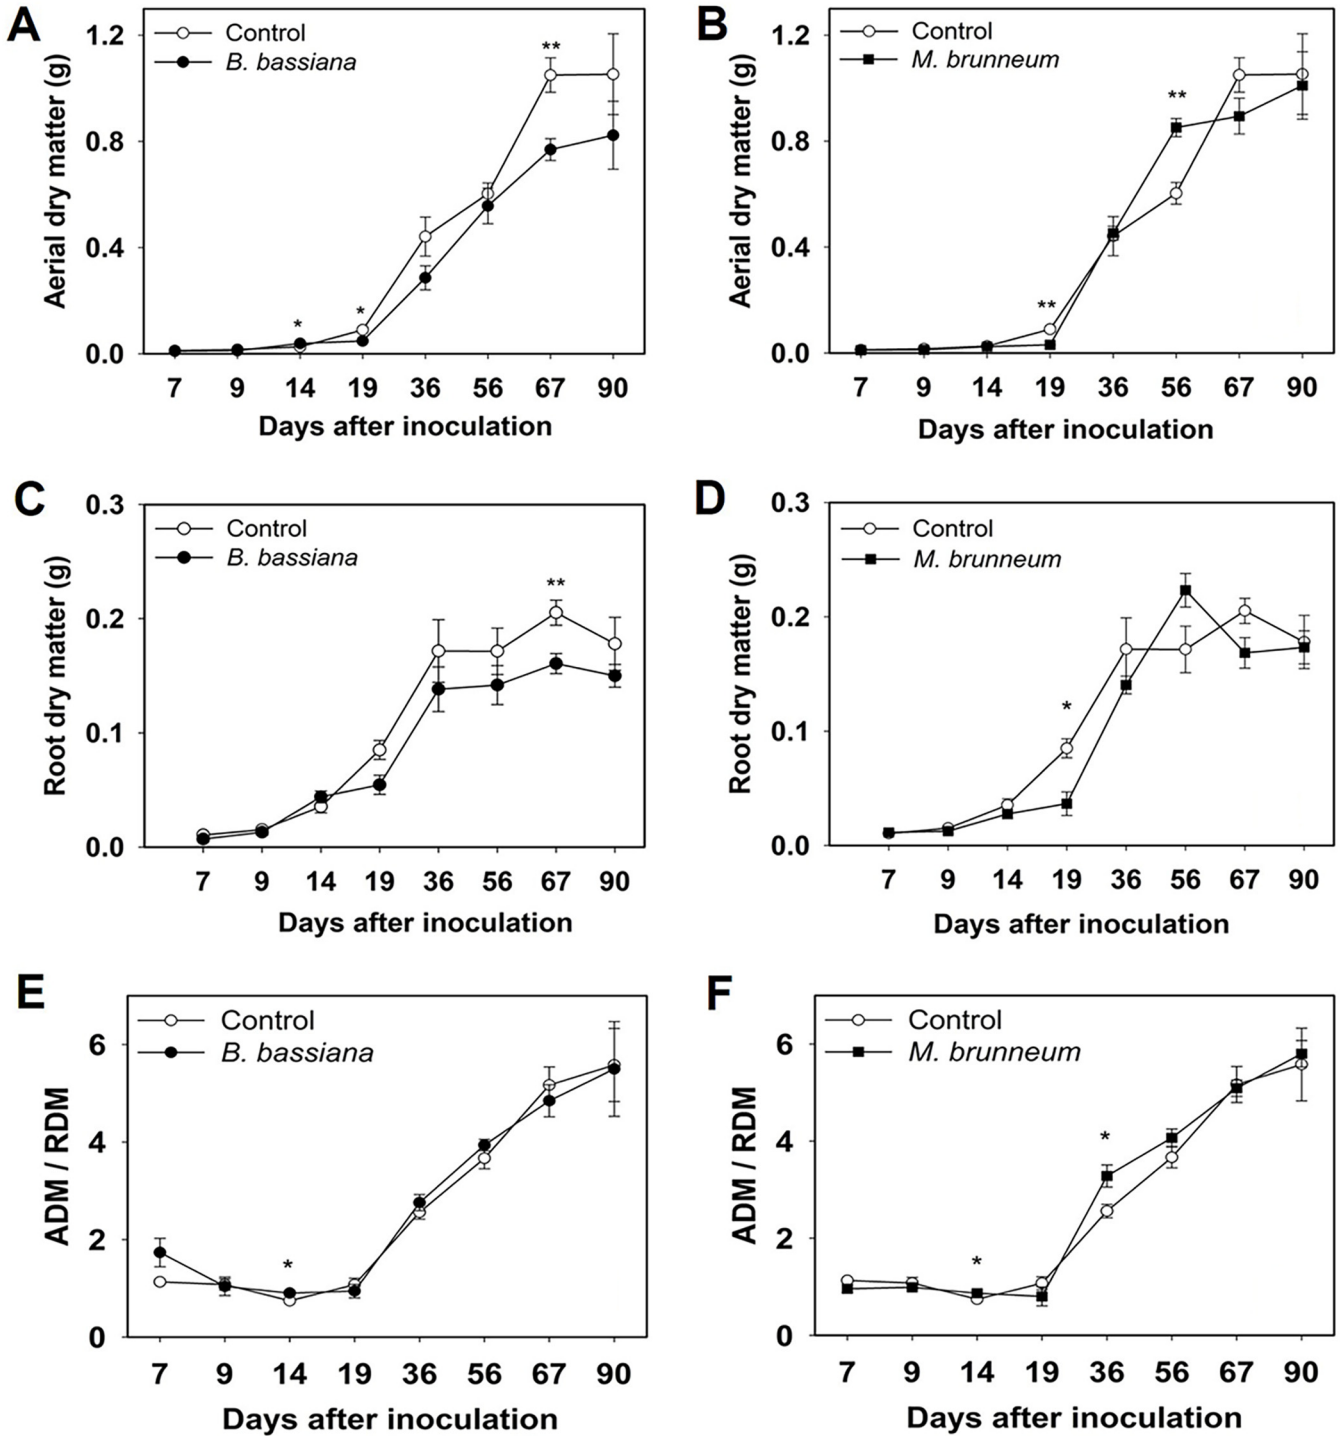 A
Control
B. bassiana
**
*
*
Aerial dry matter (g)
1.2
0.8
0.4
0.0
7 9 14 19 36 56 67 90
Days after inoculation
B
Control
M. brunneum
**
**
Aerial dry matter (g)
1.2
0.8
0.4
0.0
7 9 14 19 36 56 67 90
Days after inoculation
C
Control
B. bassiana
**
Root dry matter (g)
0.3
0.2
0.1
0.0
7 9 14 19 36 56 67 90
Days after inoculation
D
Control
M. brunneum
*
Root dry matter (g)
0.3
0.2
0.1
0.0
7 9 14 19 36 56 67 90
Days after inoculation
E
Control
B. bassiana
*
ADM / RDM
6
4
2
0
7 9 14 19 36 56 67 90
Days after inoculation
F
Control
M. brunneum
*
*
ADM / RDM
6
4
2
0
7 9 14 19 36 56 67 90
Days after inoculation